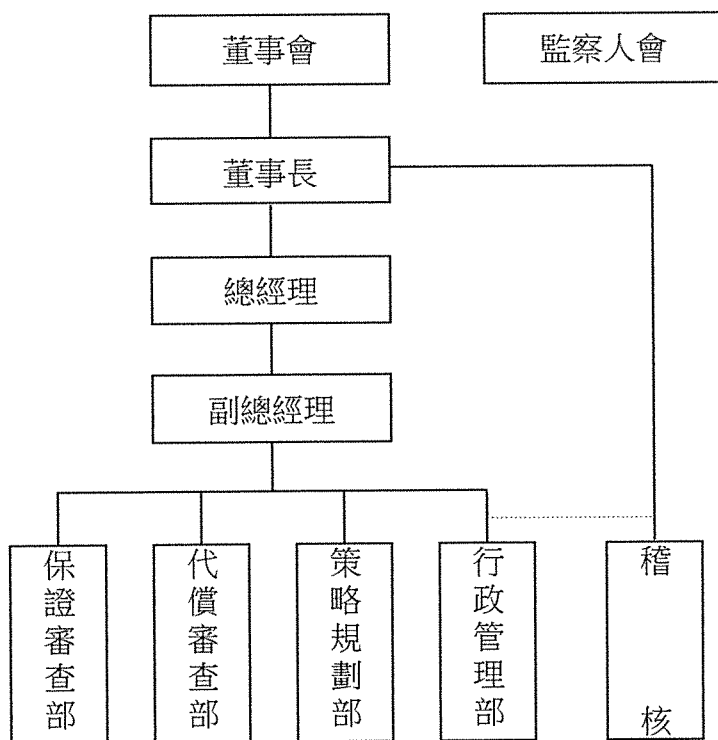 董事會
監察人會
董事長
總經理
副總經理
保證審查部
代償審查部
策略規劃部
行政管理部
稽核